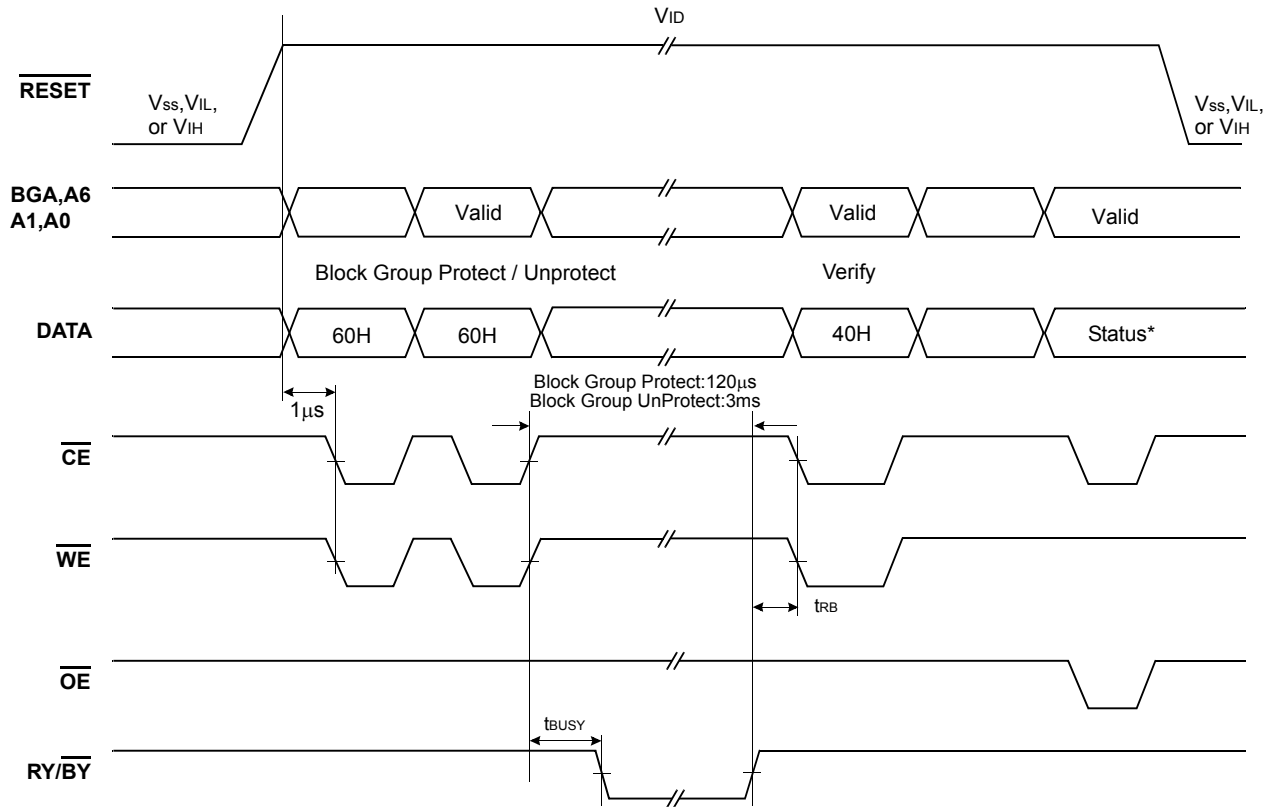 VID
RESET
Vss,VIL,
or VIH
Vss,VIL,
or VIH
BGA,A6
A1,A0
Valid
Valid
Valid
Block Group Protect / Unprotect
Verify
DATA
60H
60H
40H
Status*
Block Group Protect:120μs
Block Group UnProtect:3ms
1μs
CE
WE
tRB
OE
tBUSY
RY/BY